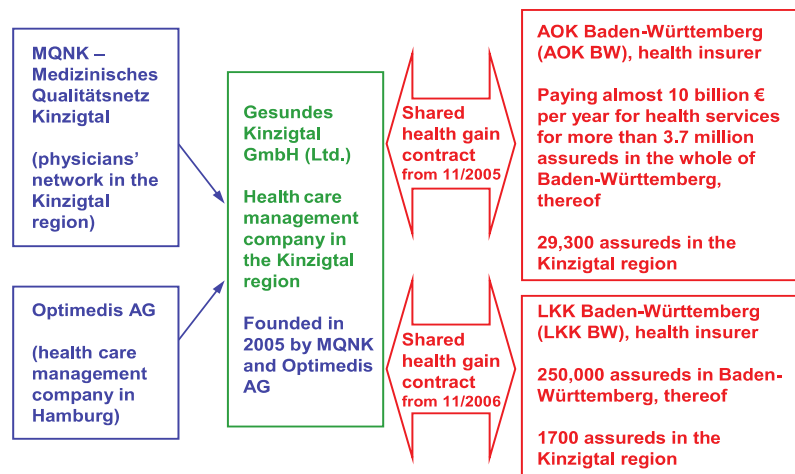 MQNK –
Medizinisches
Qualitätsnetz
Kinzigtal
(physicians’
network in the
Kinzigtal
region)
Optimedis AG
(health care
management
company in
Hamburg)
Gesundes
Kinzigtal
GmbH (Ltd.)
Health care
management
company in
the Kinzigtal
region
Founded in
2005 by MQNK
and Optimedis
AG
Shared
health gain
contract
from 11/2005
Shared
health gain
contract
from 11/2006
AOK Baden-Württemberg
(AOK BW), health insurer
Paying almost 10 billion €
per year for health services
for more than 3.7 million
assureds in the whole of
Baden-Württemberg,
thereof
29,300 assureds in the
Kinzigtal region
LKK Baden-Württemberg
(LKK BW), health insurer
250,000 assureds in Baden-
Württemberg, thereof
1700 assureds in the
Kinzigtal region